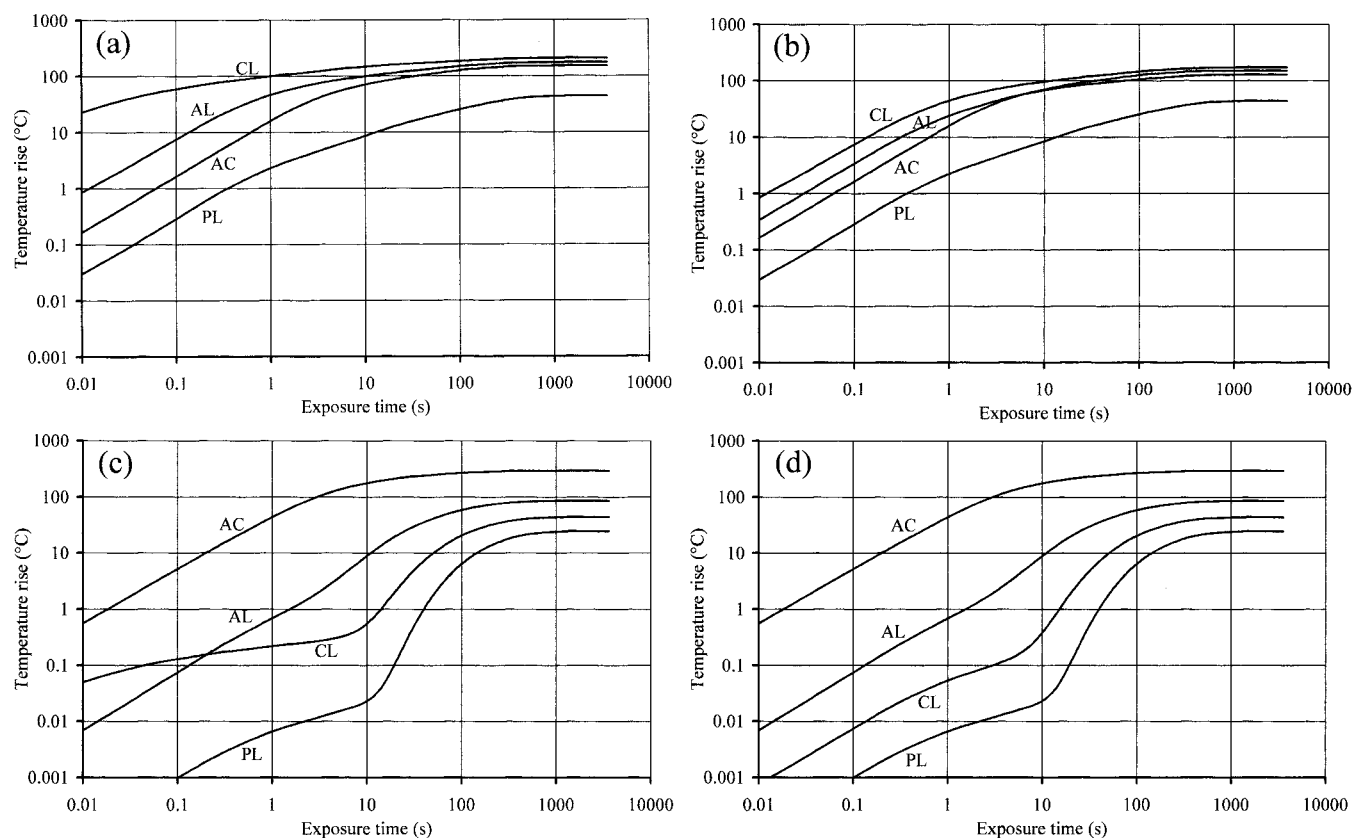 (a)
1000
100
10
1
0.1
0.01
0.001
Temperature rise (°C)
CL
AL
AC
PL
0.01 0.1 1 10 100 1000 10000
Exposure time (s)
(b)
1000
100
10
1
0.1
0.01
0.001
Temperature rise (°C)
CL
AL
AC
PL
0.01 0.1 1 10 100 1000 10000
Exposure time (s)
(c)
1000
100
10
1
0.1
0.01
0.001
Temperature rise (°C)
AC
AL
CL
PL
0.01 0.1 1 10 100 1000 10000
Exposure time (s)
(d)
1000
100
10
1
0.1
0.01
0.001
Temperature rise (°C)
AC
AL
CL
PL
0.01 0.1 1 10 100 1000 10000
Exposure time (s)